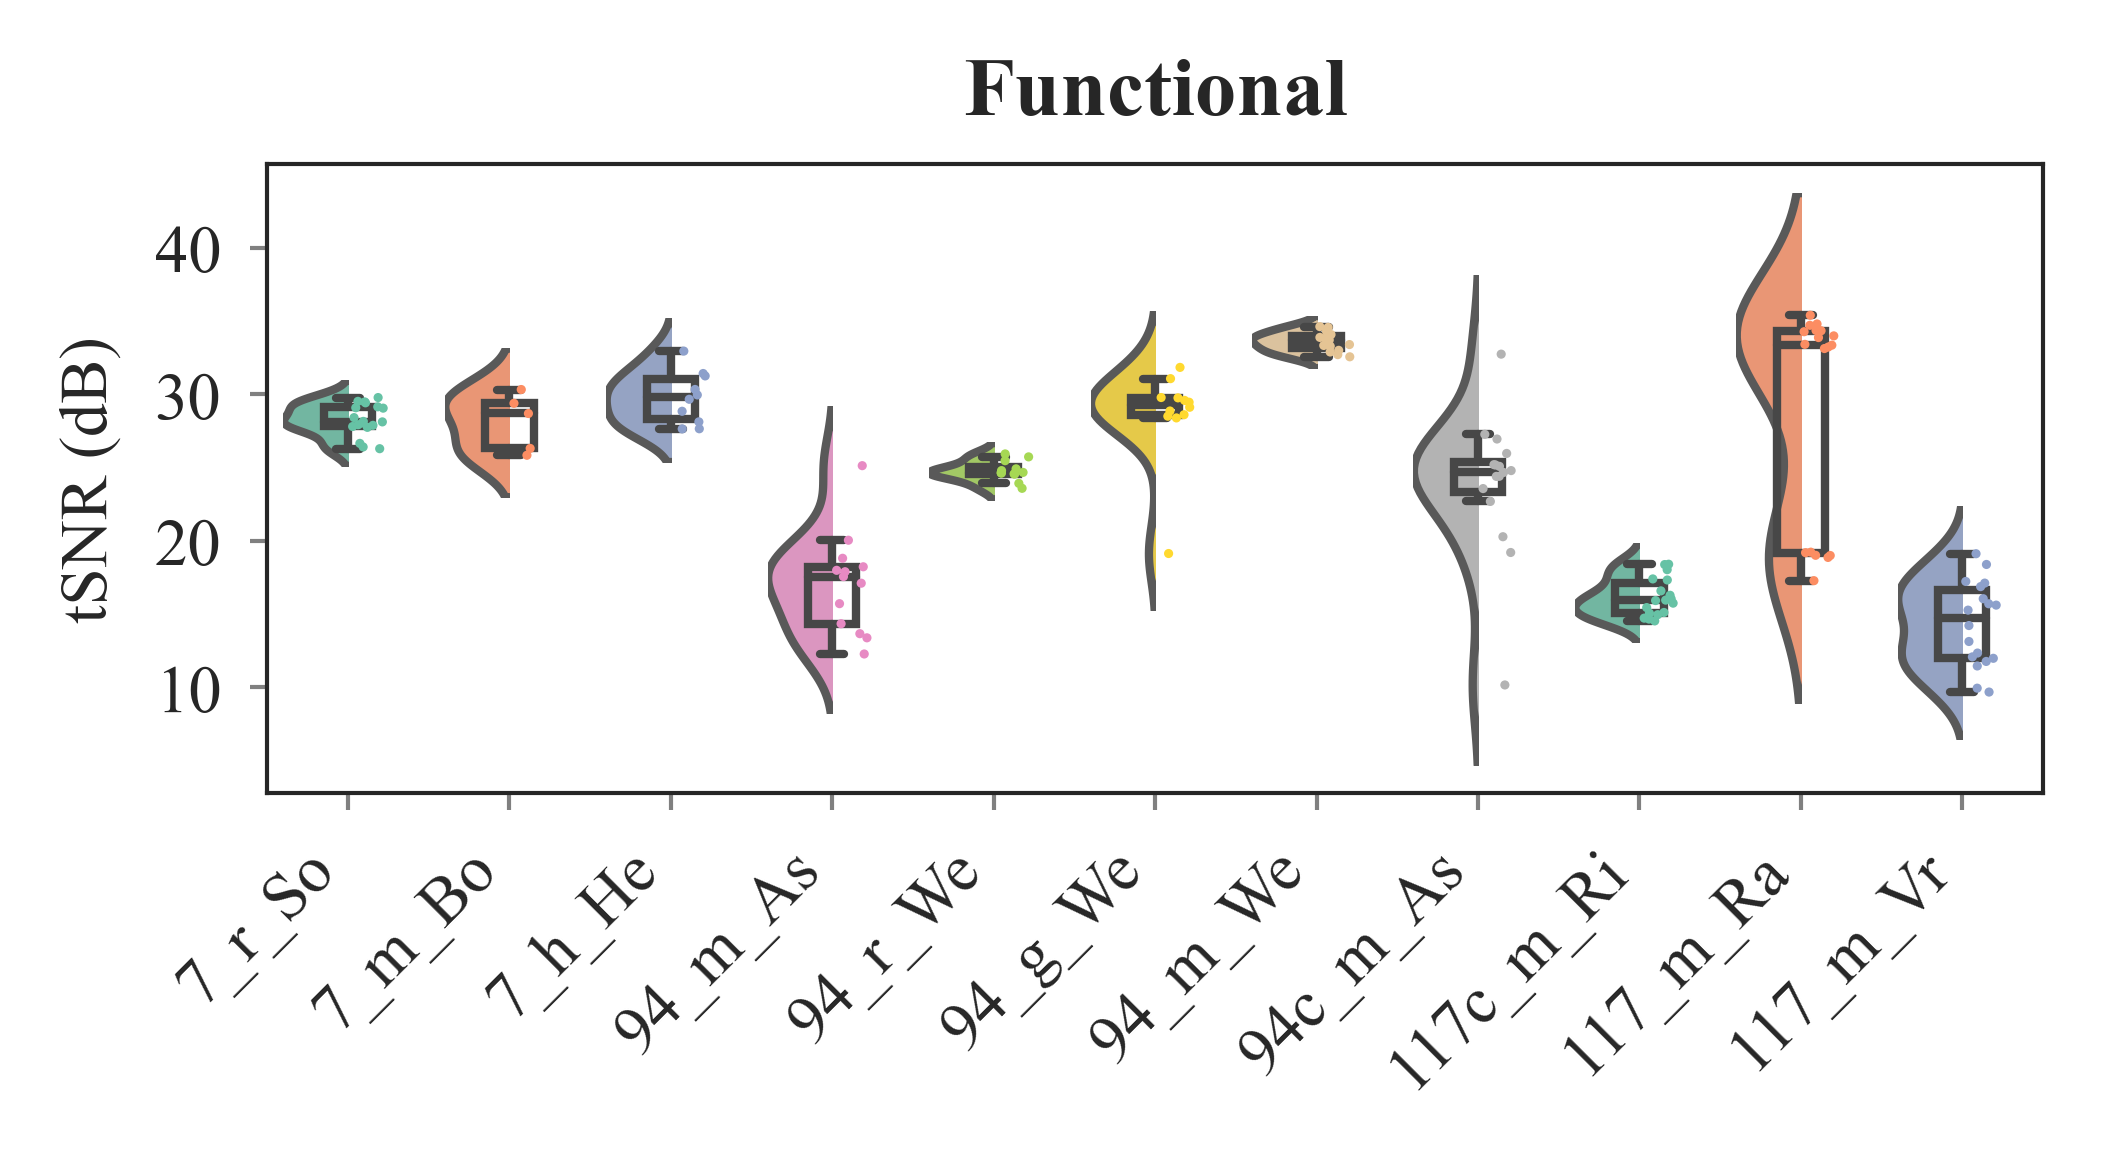 Functional
tSNR (dB)
40
30
20
10
7_r_So
7_m_Bo
7_h_He
94_m_As
94_r_We
94_g_We
94_m_We
94c_m_As
117c_m_Ri
117_m_Ra
117_m_Vr